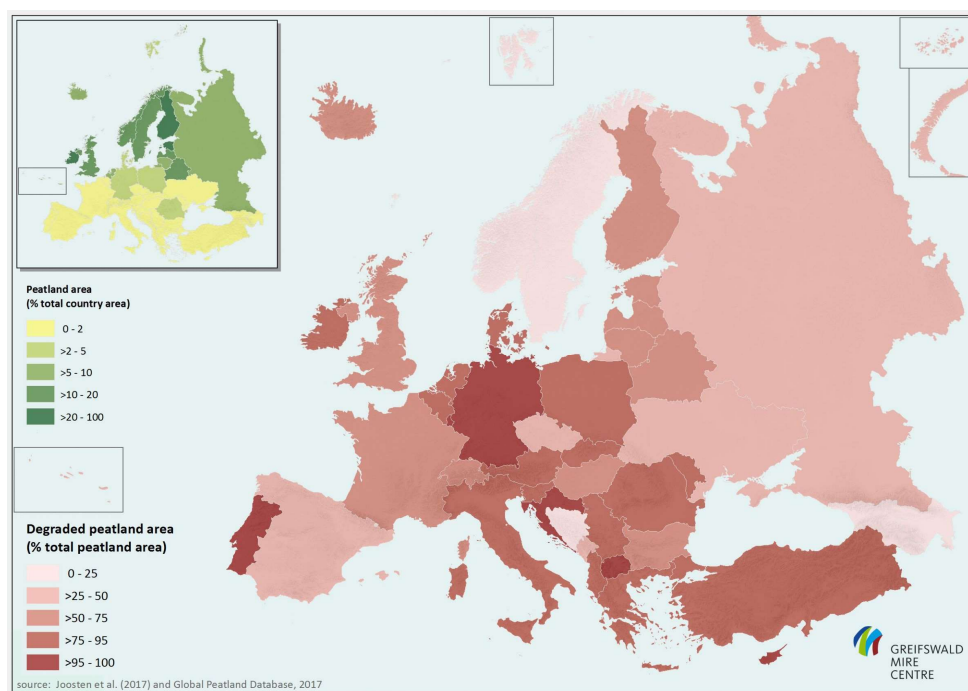 Peatland area
(% total country area)
0 - 2
>2 - 5
>5 - 10
>10 - 20
>20 - 100
Degraded peatland area
(% total peatland area)
0 - 25
>25 - 50
>50 - 75
>75 - 95
>95 - 100
source: Joosten et al. (2017) and Global Peatland Database, 2017
GREIFSWALD
MIRE
CENTRE